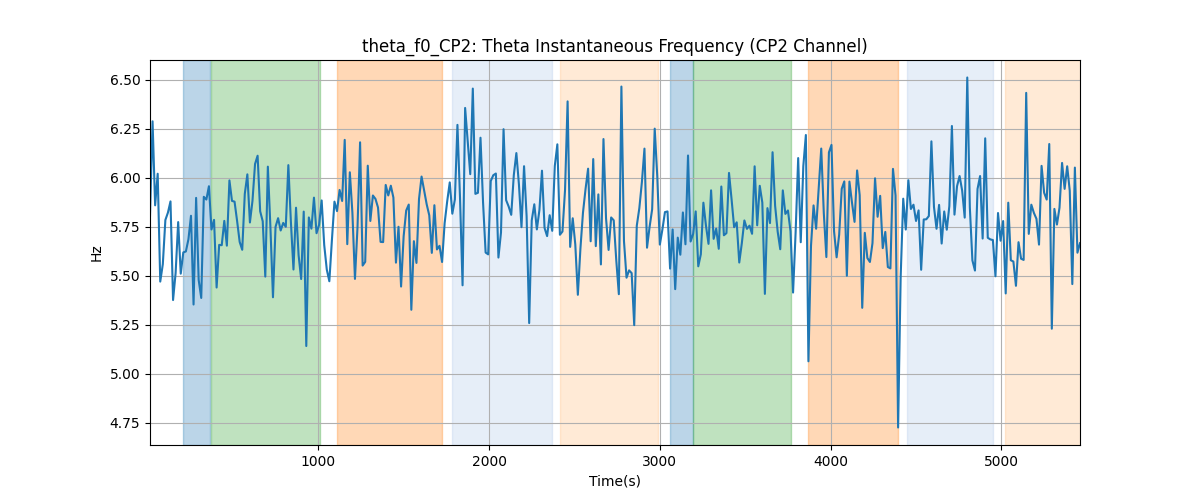 theta_f0_CP2: Theta Instantaneous Frequency (CP2 Channel)
6.50
6.25
6.00
5.75
5.50
5.25
5.00
4.75
Hz
1000 2000 3000 4000 5000
Time(s)